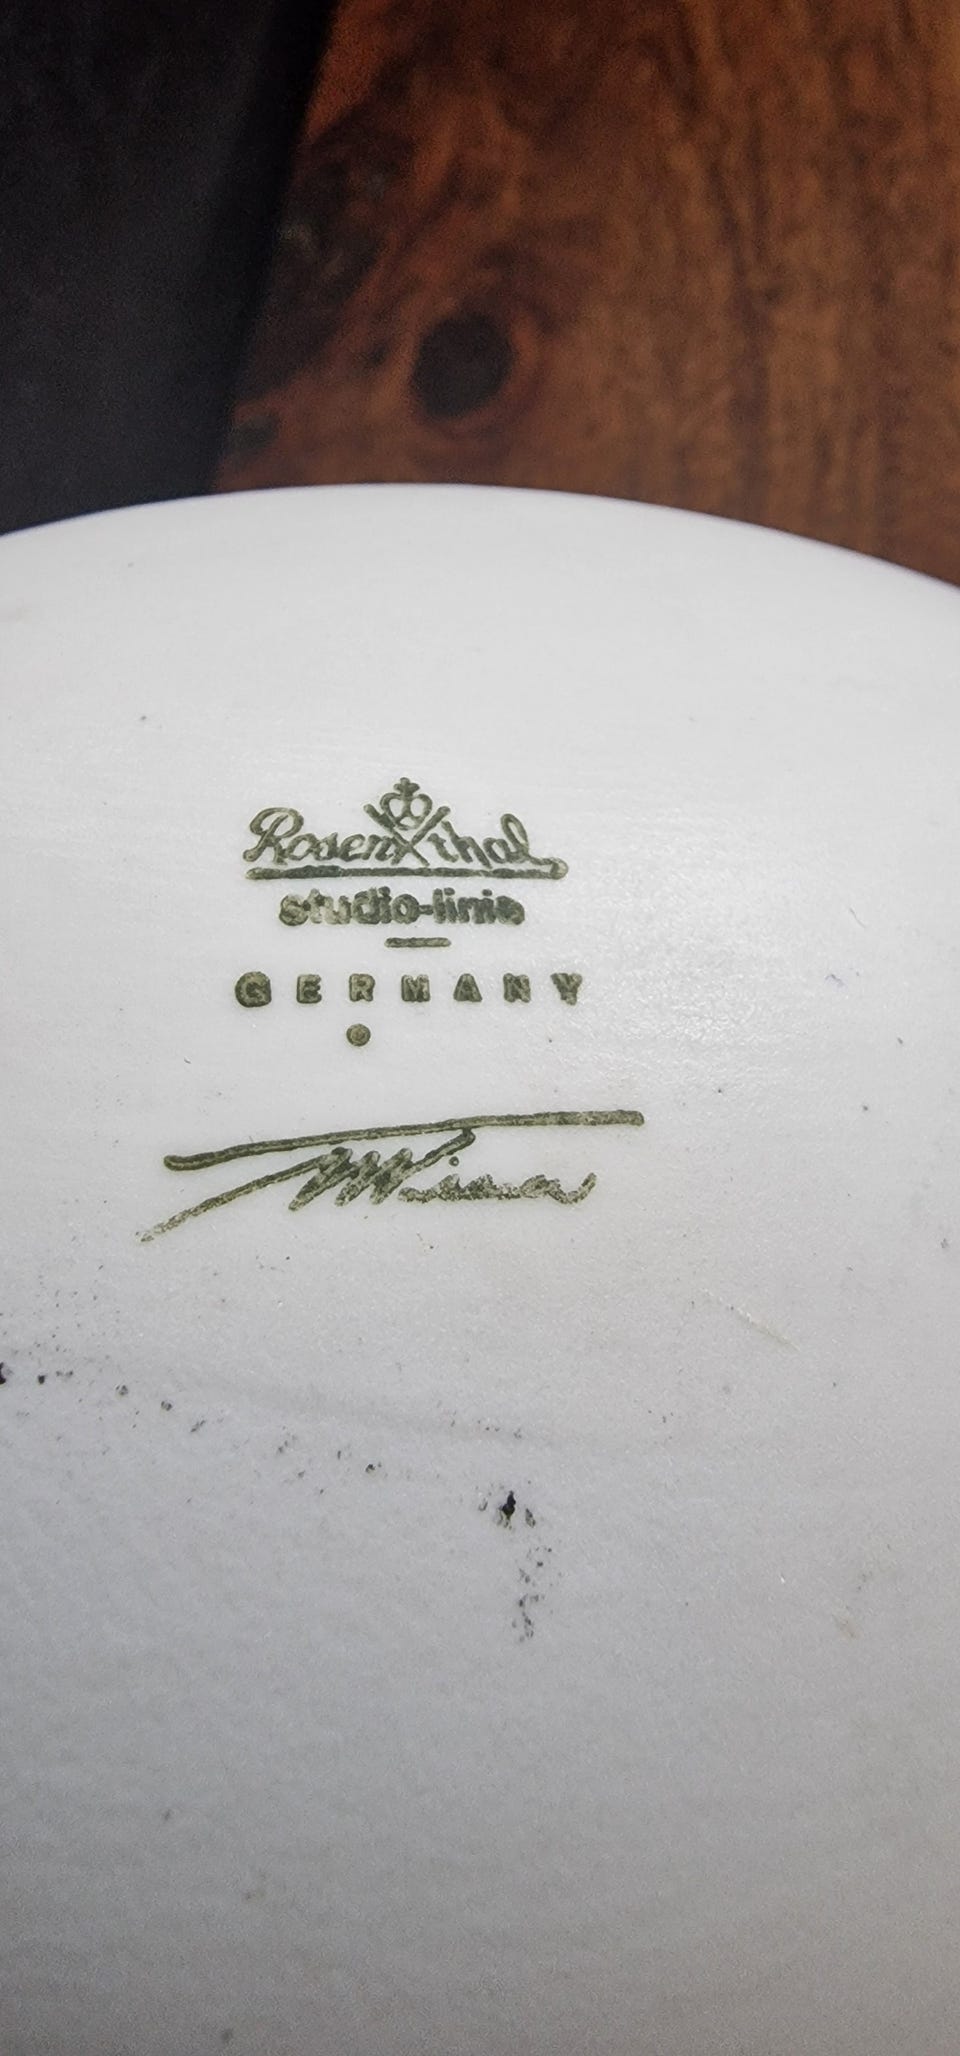 Rosenthal
studio-linie
GERMANY